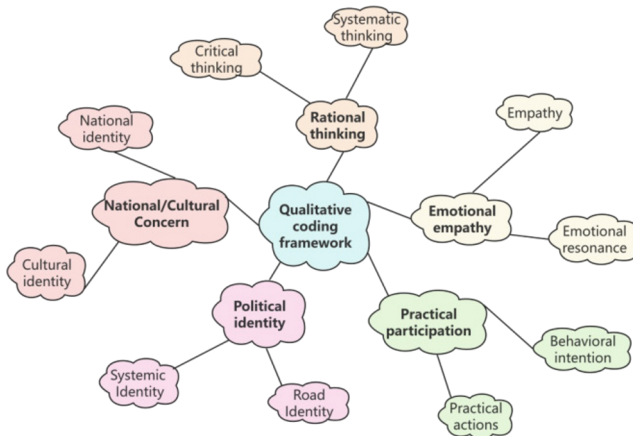 Systematic
thinking
Critical
thinking
Rational
thinking
National
identity
Empathy
National/Cultural
Concern
Qualitative
coding
framework
Emotional
empathy
Emotional
resonance
Cultural
identity
Political
identity
Practical
participation
Behavioral
intention
Systemic
Identity
Road
Identity
Practical
actions